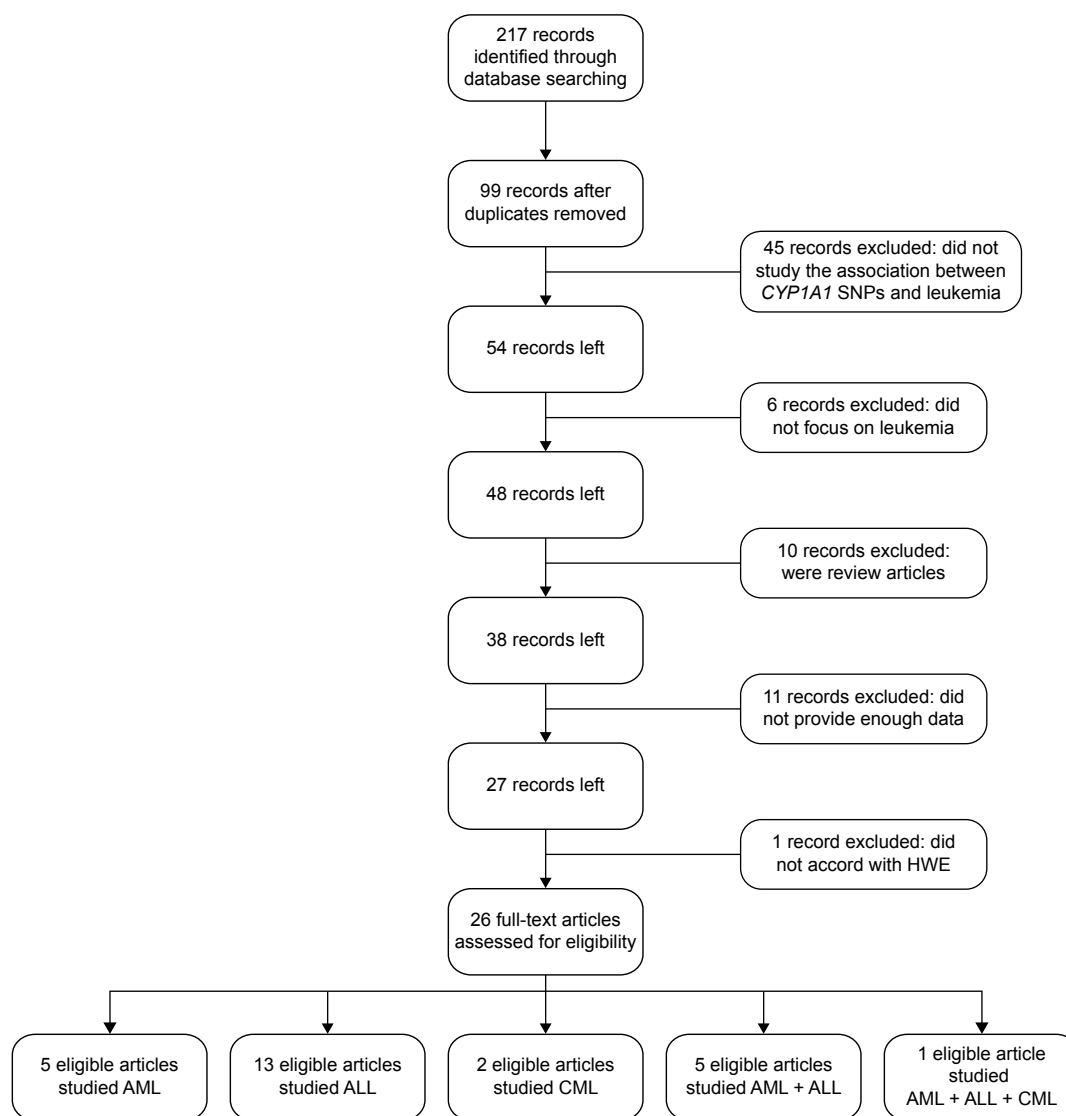 217 records
identified through
database searching
99 records after
duplicates removed
45 records excluded: did not
study the association between
CYP1A1 SNPs and leukemia
54 records left
6 records excluded: did
not focus on leukemia
48 records left
10 records excluded:
were review articles
38 records left
11 records excluded: did
not provide enough data
27 records left
1 record excluded: did
not accord with HWE
26 full-text articles
assessed for eligibility
5 eligible articles
studied AML
13 eligible articles
studied ALL
2 eligible articles
studied CML
5 eligible articles
studied AML + ALL
1 eligible article
studied
AML + ALL + CML